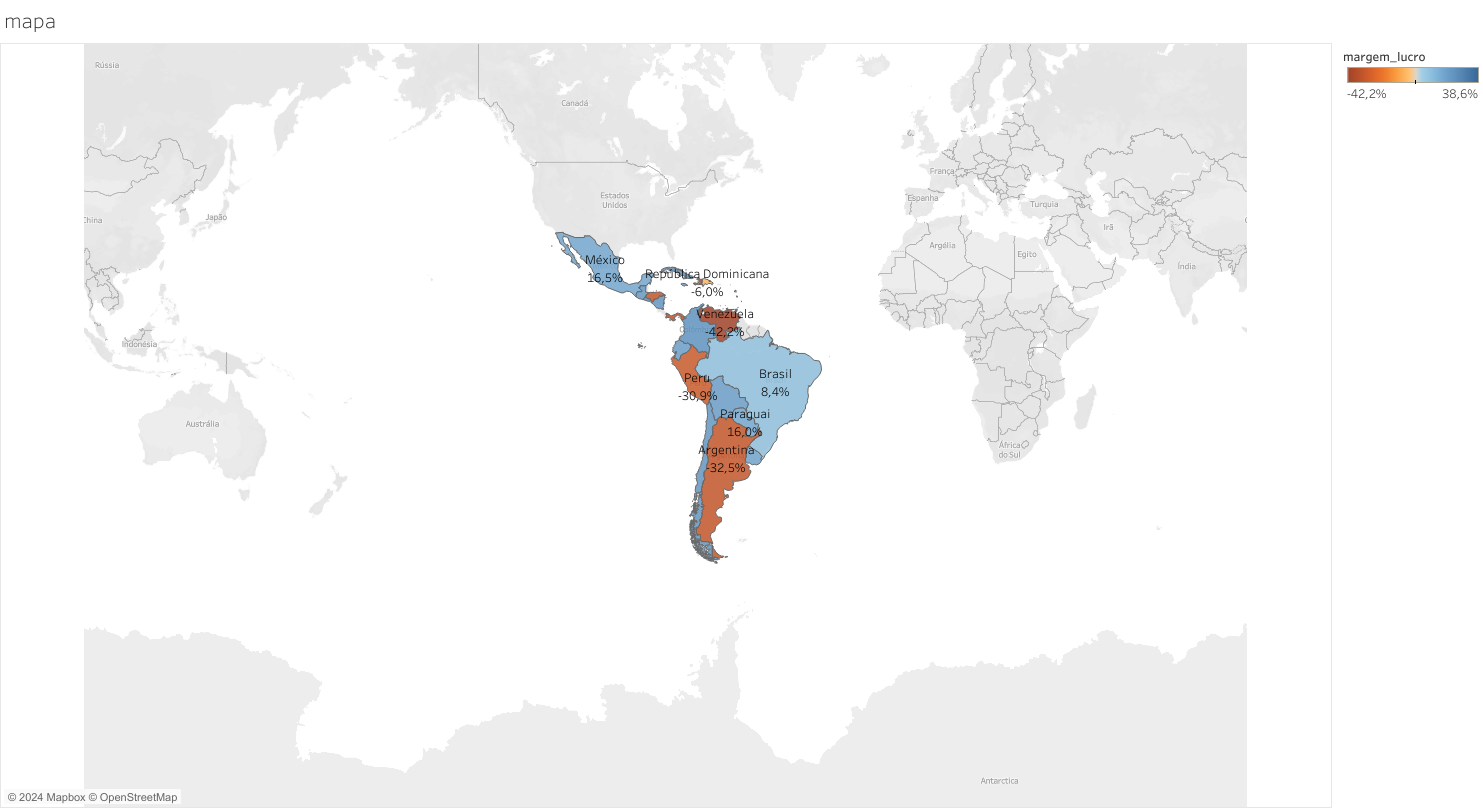 mapa
margem_lucro
-42,2%
38,6%
Rússia
Canadá
Estados
Unidos
França
Espanha
Turquia
China
Japão
Argélia
Egito
Irã
Índia
México
16,5%
República Dominicana
-6,0%
Venezuela
-42,2%
Indonésia
Brasil
8,4%
Peru
-30,9%
Paraguai
16,0%
Austrália
Argentina
-32,5%
África
do Sul
Antarctica
© 2024 Mapbox © OpenStreetMap